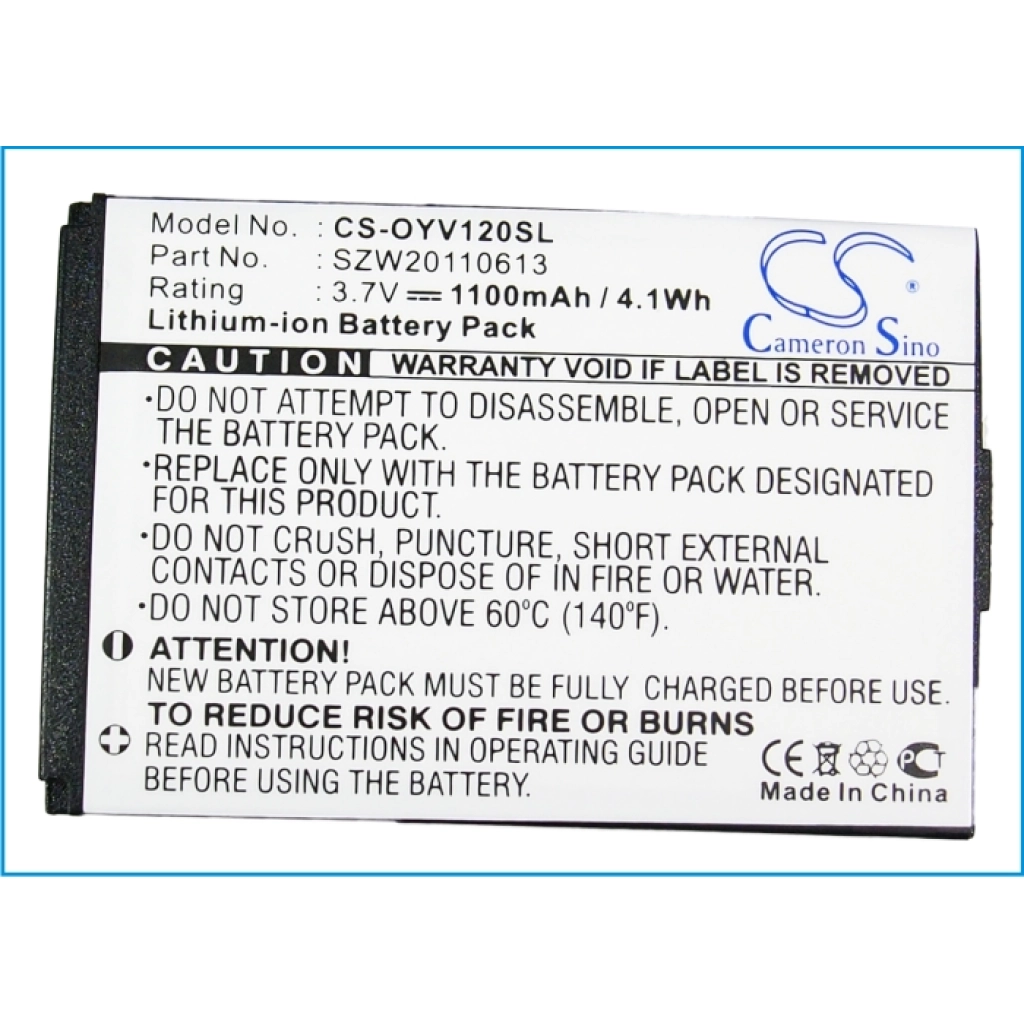 Model No. : CS-OYV120SL
Part No. : SZW20110613
Rating : 3.7V 1100mAh / 4.1Wh
Lithium-ion Battery Pack
CS ®
Cameron Sino
CAUTION WARRANTY VOID IF LABEL IS REMOVED
·DO NOT ATTEMPT TO DISASSEMBLE, OPEN OR SERVICE
THE BATTERY PACK.
·REPLACE ONLY WITH THE BATTERY PACK DESIGNATED
FOR THIS PRODUCT.
·DO NOT CRUSH, PUNCTURE, SHORT EXTERNAL
CONTACTS OR DISPOSE OF IN FIRE OR WATER.
·DO NOT STORE ABOVE 60°C (140°F).
ATTENTION!
NEW BATTERY PACK MUST BE FULLY CHARGED BEFORE USE.
TO REDUCE RISK OF FIRE OR BURNS
READ INSTRUCTIONS IN OPERATING GUIDE
BEFORE USING THE BATTERY.
CE PCT
Made In China